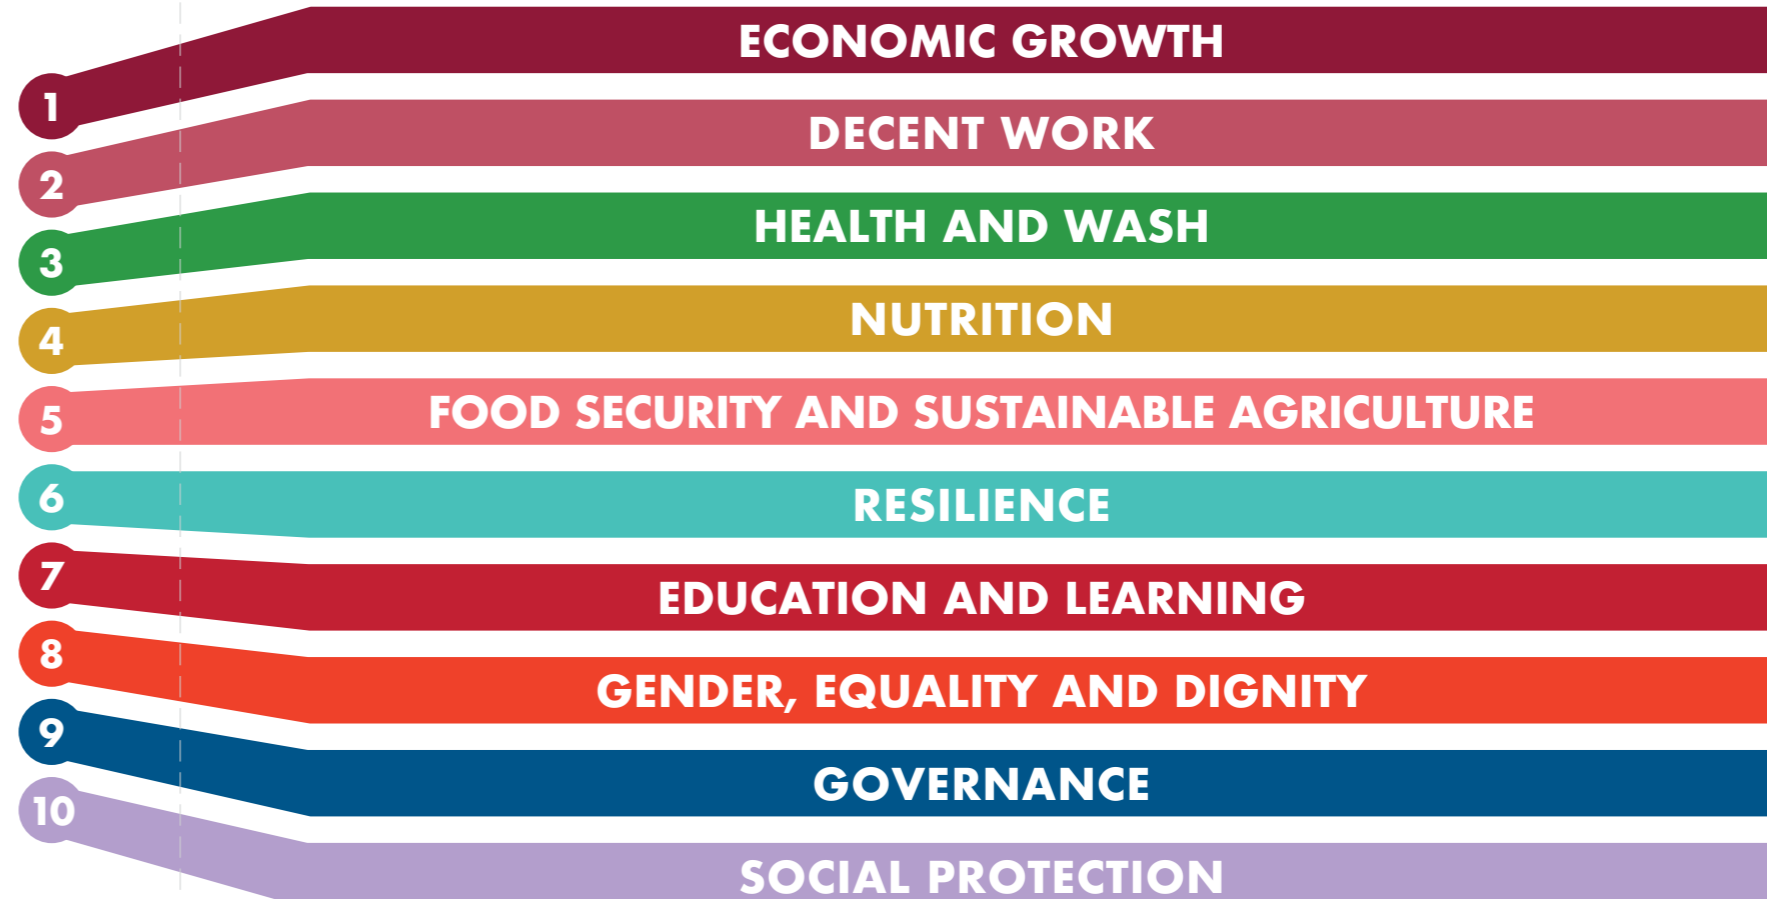 1 ECONOMIC GROWTH
2 DECENT WORK
3 HEALTH AND WASH
4 NUTRITION
5 FOOD SECURITY AND SUSTAINABLE AGRICULTURE
6 RESILIENCE
7 EDUCATION AND LEARNING
8 GENDER, EQUALITY AND DIGNITY
9 GOVERNANCE
10 SOCIAL PROTECTION